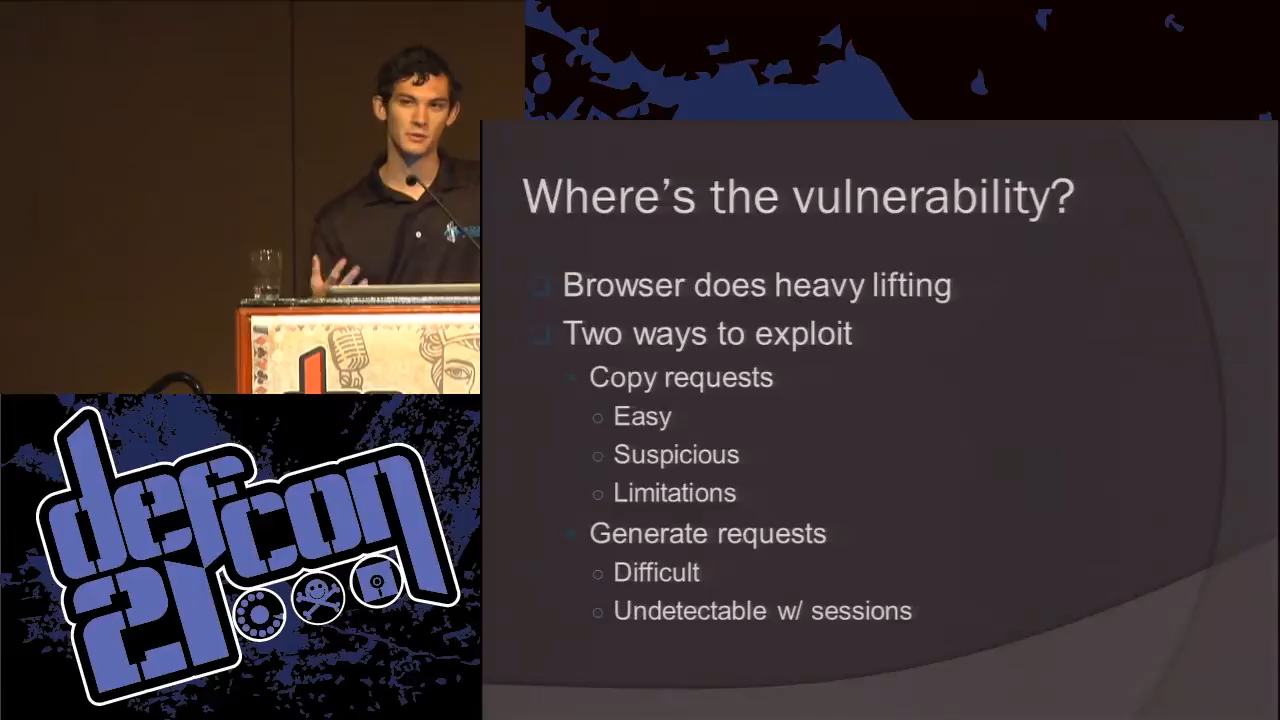 Where's the vulnerability?
Browser does heavy lifting
Two ways to exploit
Copy requests
Easy
Suspicious
Limitations
Generate requests
Difficult
Undetectable w/ sessions
defcon
21